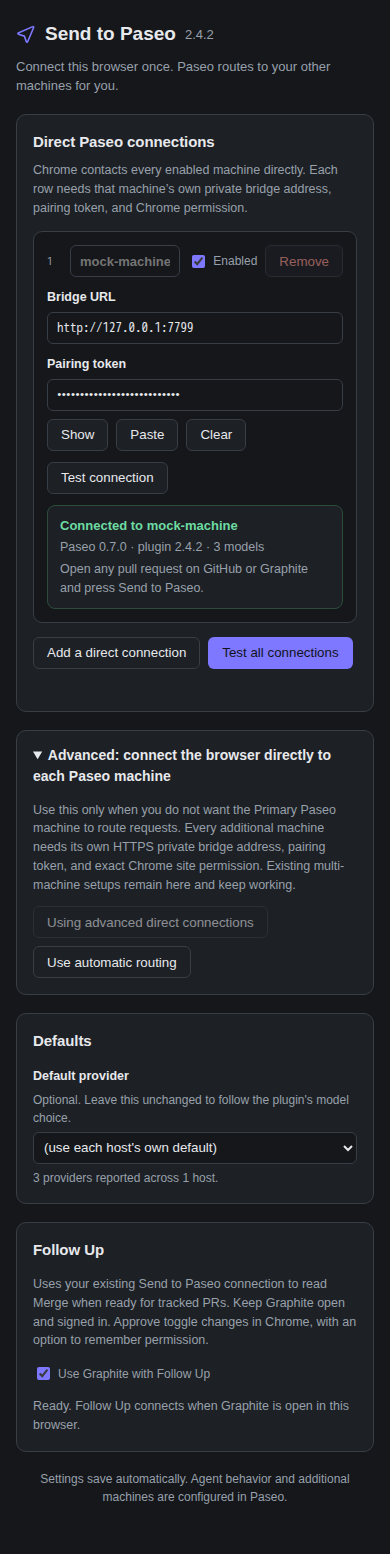 Send to Paseo 2.4.2
Connect this browser once. Paseo routes to your other
machines for you.
Direct Paseo connections
Chrome contacts every enabled machine directly. Each
row needs that machine's own private bridge address,
pairing token, and Chrome permission.
1 mock-machine Enabled Remove
Bridge URL
http://127.0.0.1:7799
Pairing token
•••••••••••••••••••••••••••
Show Paste Clear
Test connection
Connected to mock-machine
Paseo 0.7.0 · plugin 2.4.2 · 3 models
Open any pull request on GitHub or Graphite
and press Send to Paseo.
Add a direct connection Test all connections
▼ Advanced: connect the browser directly to
each Paseo machine
Use this only when you do not want the Primary Paseo
machine to route requests. Every additional machine
needs its own HTTPS private bridge address, pairing
token, and exact Chrome site permission. Existing multi-
machine setups remain here and keep working.
Using advanced direct connections
Use automatic routing
Defaults
Default provider
Optional. Leave this unchanged to follow the plugin's model
choice.
(use each host's own default)
3 providers reported across 1 host.
Follow Up
Uses your existing Send to Paseo connection to read
Merge when ready for tracked PRs. Keep Graphite open
and signed in. Approve toggle changes in Chrome, with an
option to remember permission.
Use Graphite with Follow Up
Ready. Follow Up connects when Graphite is open in this
browser.
Settings save automatically. Agent behavior and additional
machines are configured in Paseo.